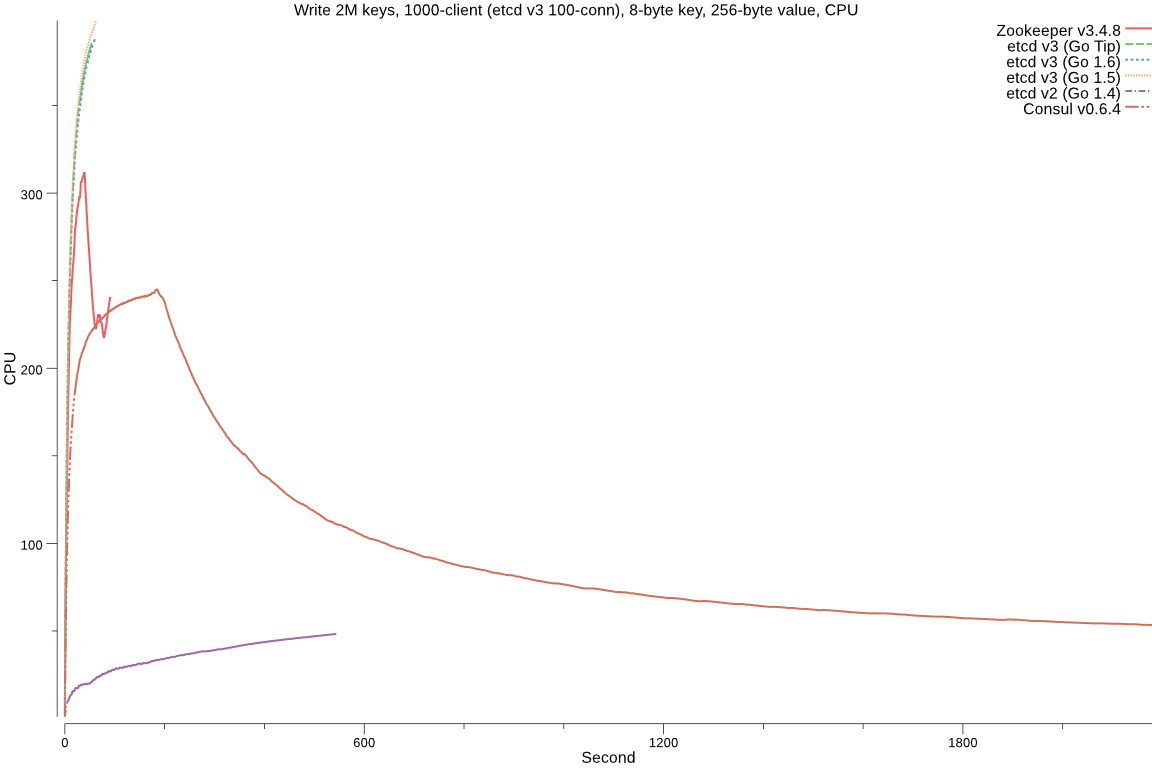 Write 2M keys, 1000-client (etcd v3 100-conn), 8-byte key, 256-byte value, CPU
Zookeeper v3.4.8
etcd v3 (Go Tip)
etcd v3 (Go 1.6)
etcd v3 (Go 1.5)
etcd v2 (Go 1.4)
Consul v0.6.4
300
200
100
CPU
0
600
1200
1800
Second